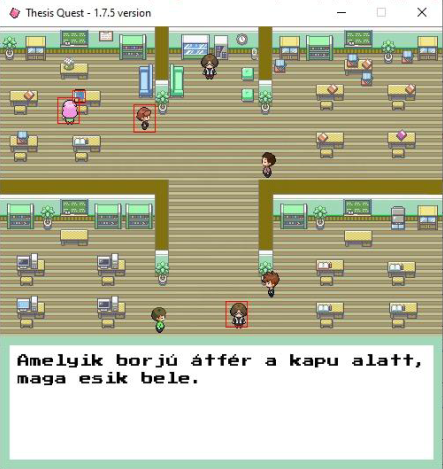 Thesis Quest - 1.7.5 version
Amelyik borjú átfér a kapu alatt,
maga esik bele.